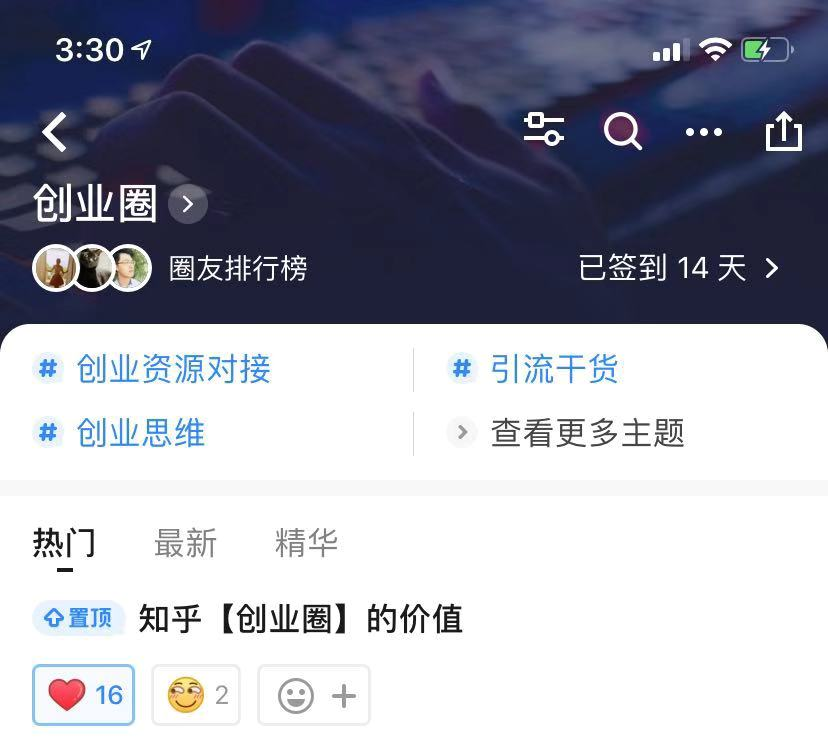 3:30
创业圈
圈友排行榜 已签到 14 天
# 创业资源对接 # 引流干货
# 创业思维 查看更多主题
热门 最新 精华
置顶 知乎【创业圈】的价值
16 2